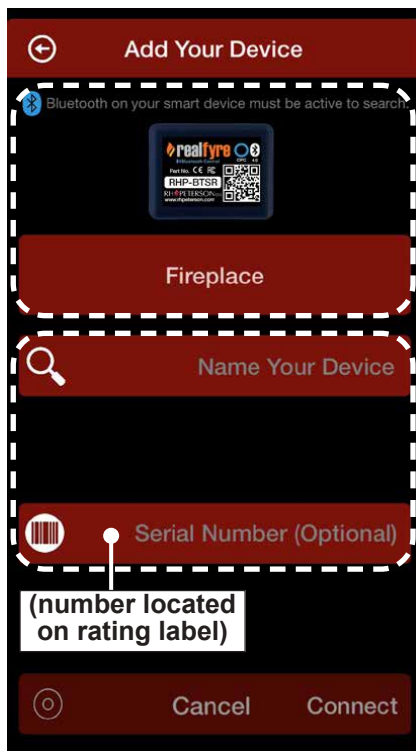 Add Your Device
Bluetooth on your smart device must be active to search.
realfyre
Bluetooth Control
Part No. CE FC
RHP-BTSR
RH PETERSON
www.rhpeterson.com
Fireplace
Name Your Device
Serial Number (Optional)
(number located
on rating label)
Cancel Connect